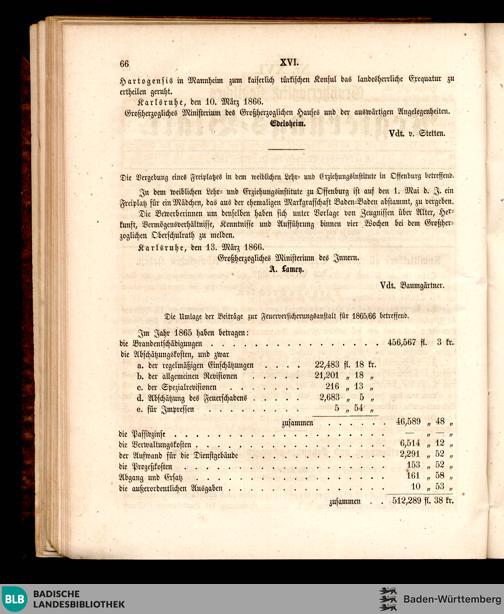 66 XVI.
Hartogensis in Mannheim zum kaiserlich türkischen Konsul das landesherrliche Exequatur zu
ertheilen geruht.
Karlsruhe, den 10. März 1866.
Großherzogliches Ministerium des Großherzoglichen Hauses und der auswärtigen Angelegenheiten.
Edelsheim.
Vdt. v. Stetten.
Die Vergebung eines Freiplatzes in dem weiblichen Lehr- und Erziehungsinstitute in Offenburg betreffend.
In dem weiblichen Lehr- und Erziehungsinstitute zu Offenburg ist auf den 1. Mai d. J. ein
Freiplatz für ein Mädchen, das aus der ehemaligen Markgrafschaft Baden-Baden abstammt, zu vergeben.
Die Bewerberinnen um denselben haben sich unter Vorlage von Zeugnissen über Alter, Her-
kunft, Vermögensverhältnisse, Kenntnisse und Aufführung binnen vier Wochen bei dem Großher-
zoglichen Oberschulrath zu melden.
Karlsruhe, den 13. März 1866.
Großherzogliches Ministerium des Innern.
A. Lamey.
Vdt. Baumgärtner.
Die Umlage der Beiträge zur Feuerversicherungsanstalt für 1865/66 betreffend.
Im Jahr 1865 haben betragen:
die Brandentschädigungen . . . . . . . . . . . . . 456,567 fl. 3 kr.
die Abschätzungskosten, und zwar
a. der regelmäßigen Einschätzungen . . . . 22,483 fl. 18 kr.
b. der allgemeinen Revisionen . . . . . 21,201 „ 18 „
c. der Spezialrevisionen . . . . . . 216 „ 13 „
d. Abschätzung des Feuerschadens . . . . . 2,683 „ 5 „
e. für Impressen . . . . . . . . 5 „ 54 „
zusammen . . . . . . 46,589 „ 48 „
die Passivzinse . . . . . . . . . . . . . . . — „ — „
die Verwaltungskosten . . . . . . . . . . . . . 6,514 „ 12 „
der Aufwand für die Dienstgebäude . . . . . . . . . 2,291 „ 52 „
die Prozeßkosten . . . . . . . . . . . . . . . 153 „ 52 „
Abgang und Ersatz . . . . . . . . . . . . . . 161 „ 58 „
die außerordentlichen Ausgaben . . . . . . . . . . . 10 „ 53 „
zusammen . . 512,289 fl. 38 kr.
BLB BADISCHE
LANDESBIBLIOTHEK
Baden-Württemberg